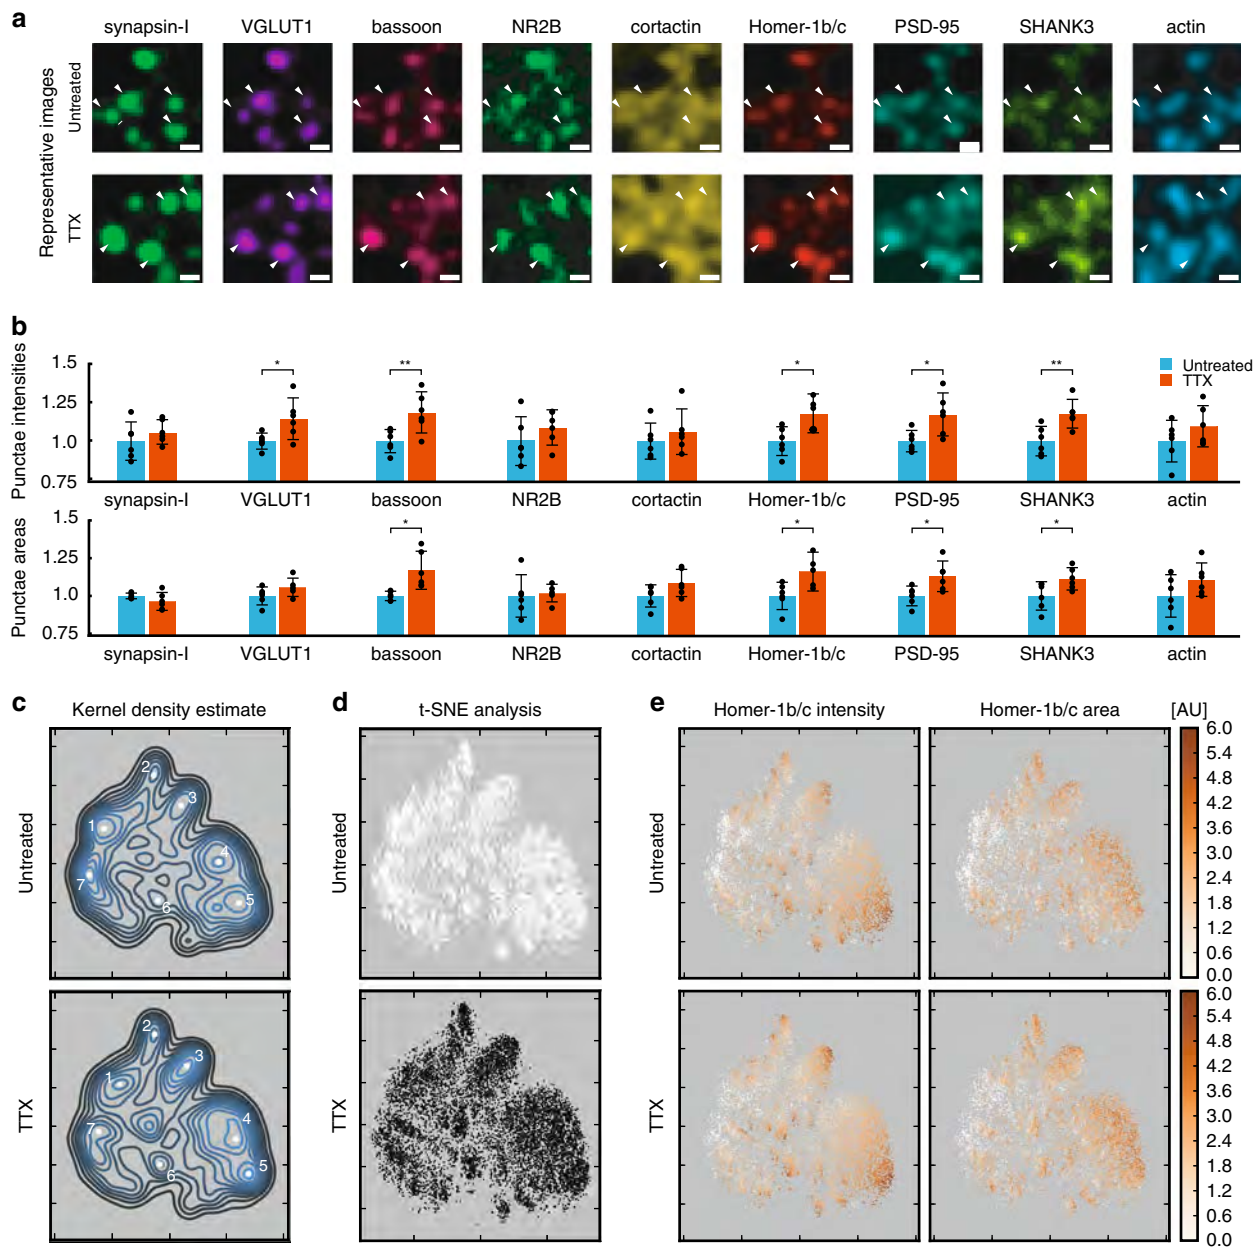 a
synapsin-I VGLUT1 bassoon NR2B cortactin Homer-1b/c PSD-95 SHANK3 actin
Representative images
Untreated
TTX
b
Punctae intensities
1.5
1.25
1.0
0.75
* ** * * **
Untreated
TTX
synapsin-I VGLUT1 bassoon NR2B cortactin Homer-1b/c PSD-95 SHANK3 actin
Punctae areas
1.5
1.25
1.0
0.75
* * * *
synapsin-I VGLUT1 bassoon NR2B cortactin Homer-1b/c PSD-95 SHANK3 actin
c
Kernel density estimate
Untreated
2
3
1
4
7
6
5
TTX
2
3
1
4
7
6
5
d
t-SNE analysis
Untreated
TTX
e
Homer-1b/c intensity Homer-1b/c area [AU]
Untreated
6.0
5.4
4.8
4.2
3.6
3.0
2.4
1.8
1.2
0.6
0.0
TTX
6.0
5.4
4.8
4.2
3.6
3.0
2.4
1.8
1.2
0.6
0.0